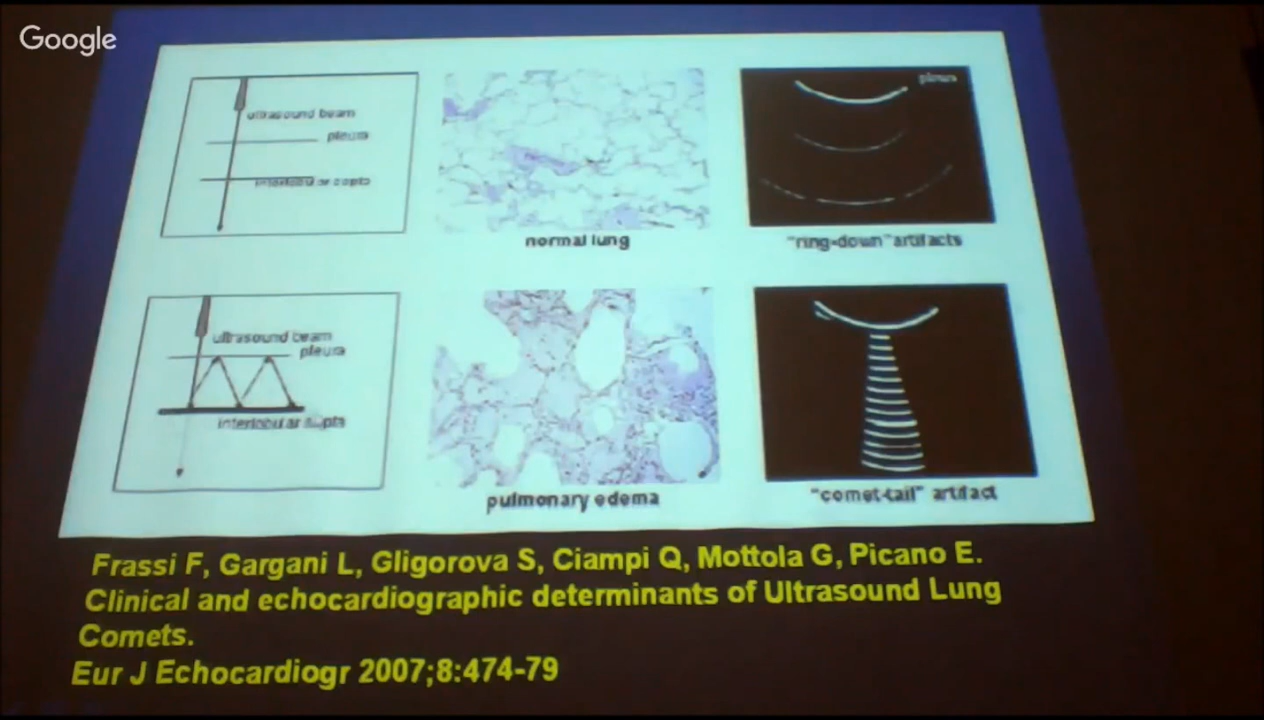 Google
ultrasound beam
pleura
interlobular septa
normal lung
pleura
"ring-down" artifacts
ultrasound beam
pleura
interlobular septa
pulmonary edema
"comet-tail" artifact
Frassi F, Gargani L, Gligorova S, Ciampi Q, Mottola G, Picano E.
Clinical and echocardiographic determinants of Ultrasound Lung
Comets.
Eur J Echocardiogr 2007;8:474-79